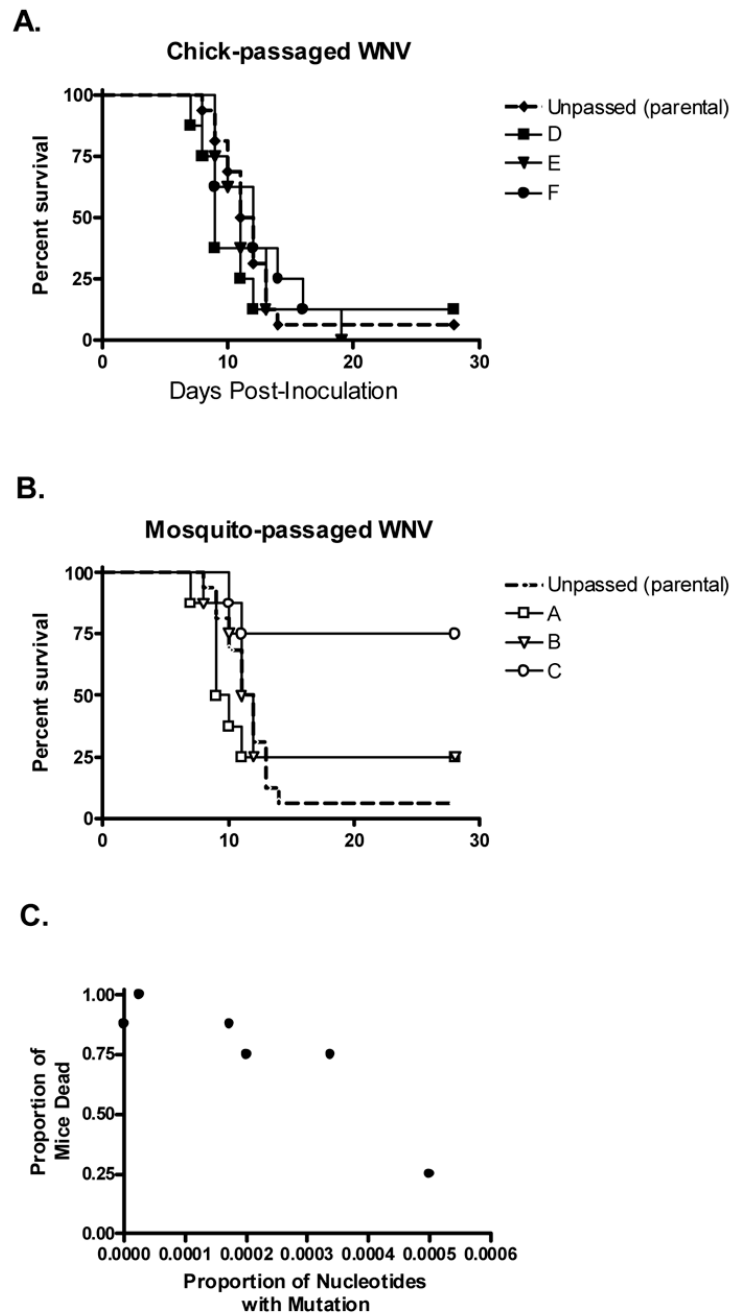 A.
Chick-passaged WNV
Percent survival
100
75
50
25
0
0 10 20 30
Days Post-Inoculation
Unpassed (parental)
D
E
F
B.
Mosquito-passaged WNV
Percent survival
100
75
50
25
0
0 10 20 30
Unpassed (parental)
A
B
C
C.
Proportion of
Mice Dead
1.00
0.75
0.50
0.25
0.00
0.0000 0.0001 0.0002 0.0003 0.0004 0.0005 0.0006
Proportion of Nucleotides
with Mutation